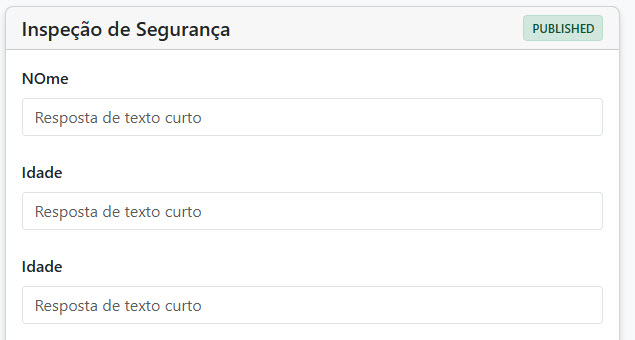 Inspeção de Segurança PUBLISHED
NOme
Resposta de texto curto
Idade
Resposta de texto curto
Idade
Resposta de texto curto